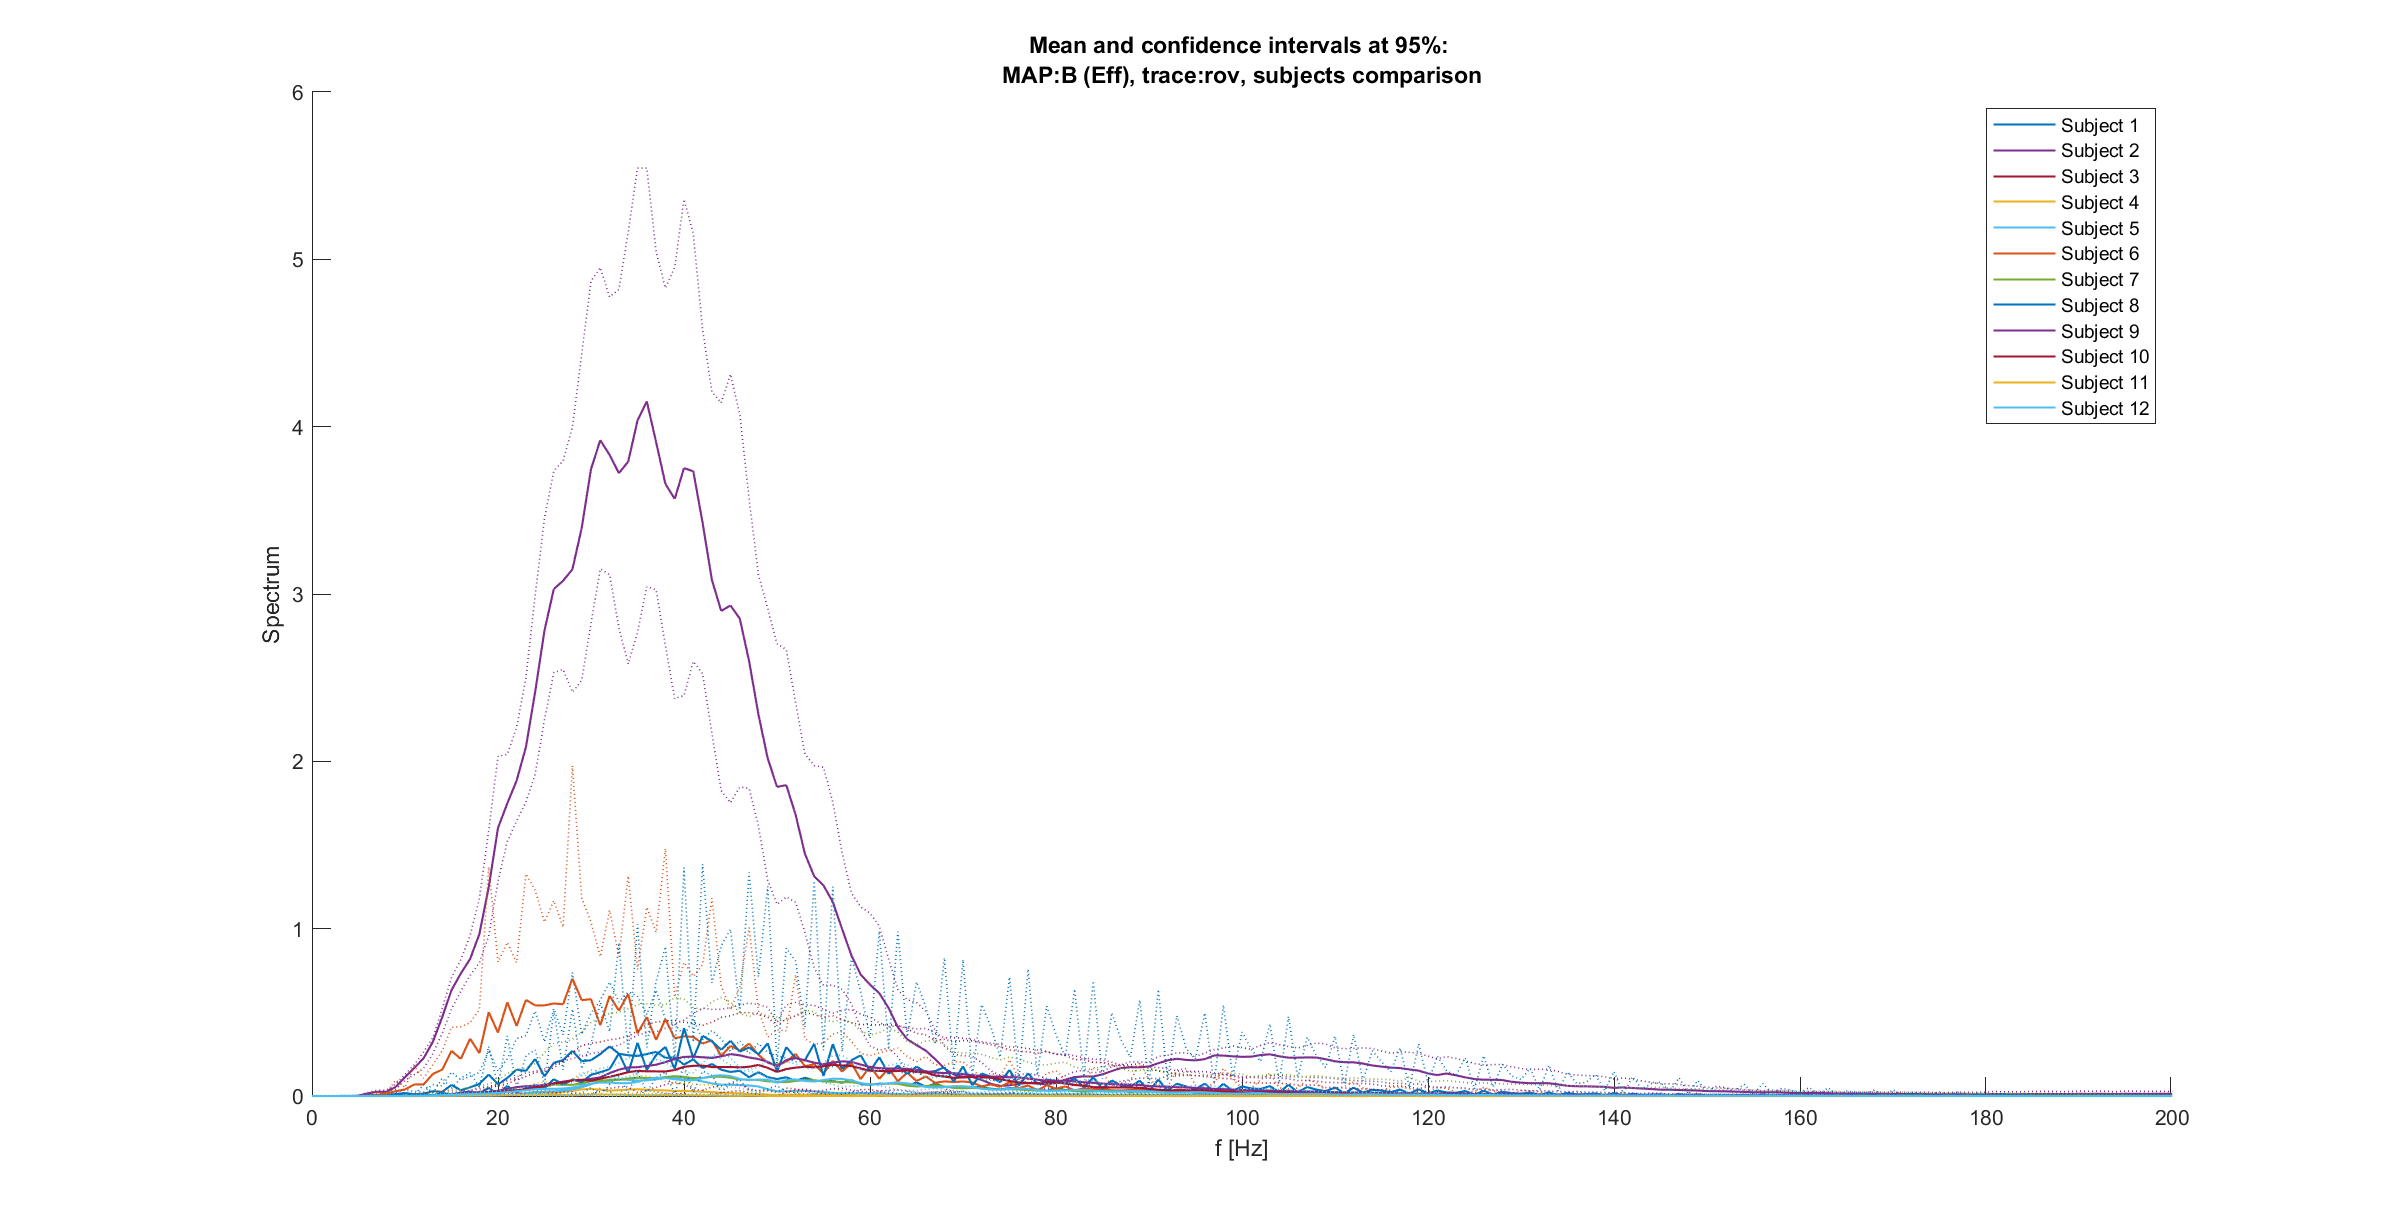 Mean and confidence intervals at 95%:
MAP:B (Eff), trace:rov, subjects comparison
6
5
4
3
2
1
0
Spectrum
Subject 1
Subject 2
Subject 3
Subject 4
Subject 5
Subject 6
Subject 7
Subject 8
Subject 9
Subject 10
Subject 11
Subject 12
0 20 40 60 80 100 120 140 160 180 200
f [Hz]